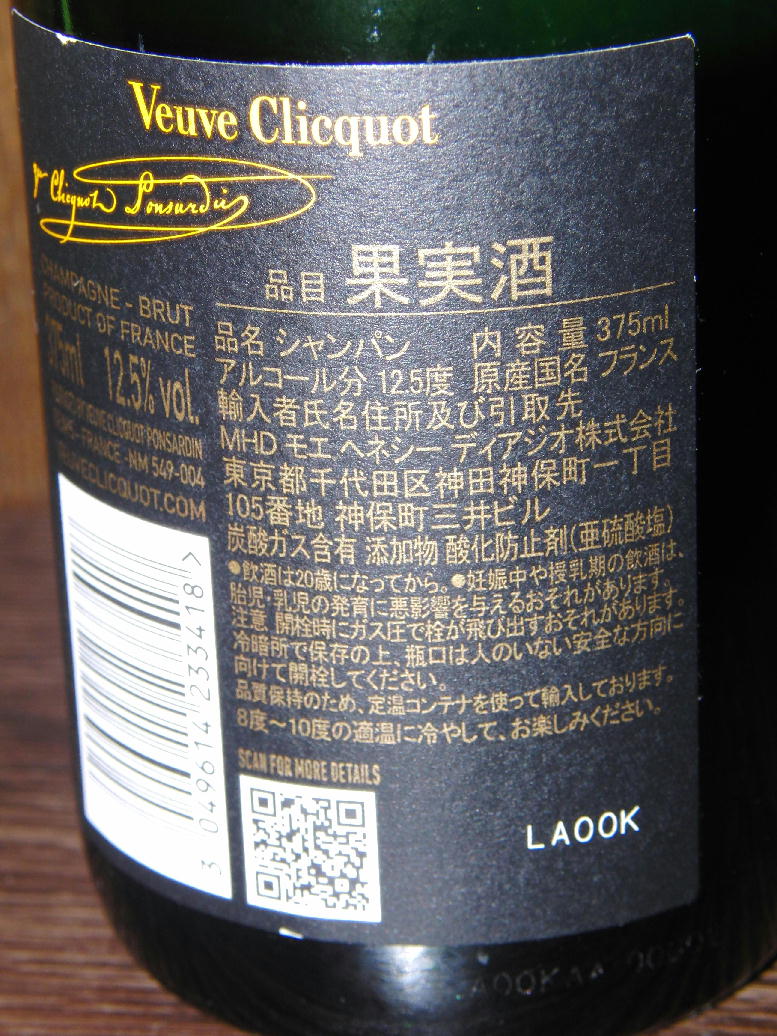 Veuve Clicquot
Clicquot Ponsardin
CHAMPAGNE - BRUT
PRODUCT OF FRANCE
375ml 12.5% vol.
VEUVE CLICQUOT PONSARDIN
FRANCE - NM 549-004
VEUVECLICQUOT.COM
品目 果実酒
品名 シャンパン 内容量 375ml
アルコール分 12.5度 原産国名 フランス
輸入者氏名住所及び引取先
MHD モエ ヘネシー ディアジオ株式会社
東京都千代田区神田神保町一丁目
105番地 神保町三井ビル
炭酸ガス含有 添加物 酸化防止剤(亜硫酸塩)
●飲酒は20歳になってから。●妊娠中や授乳期の飲酒は、
胎児・乳児の発育に悪影響を与えるおそれがあります。
注意 開栓時にガス圧で栓が飛び出すおそれがあります。
冷暗所で保存の上、瓶口は人のいない安全な方向に
向けて開栓してください。
品質保持のため、定温コンテナを使って輸入しております。
8度～10度の適温に冷やして、お楽しみください。
SCAN FOR MORE DETAILS
3 049614 233418 >
LAOOK